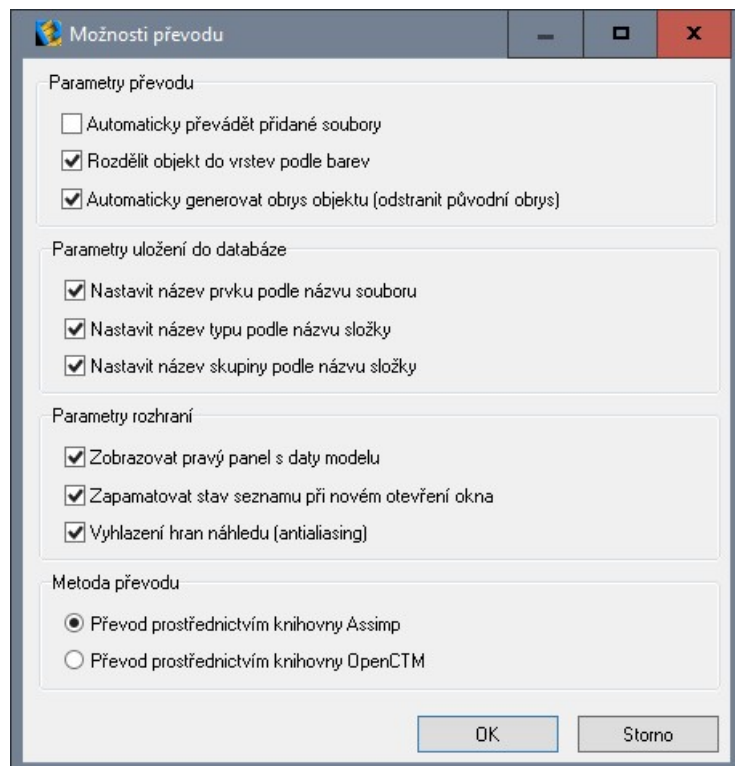 Možnosti převodu
Parametry převodu
Automaticky převádět přidané soubory
Rozdělit objekt do vrstev podle barev
Automaticky generovat obrys objektu (odstranit původní obrys)
Parametry uložení do databáze
Nastavit název prvku podle názvu souboru
Nastavit název typu podle názvu složky
Nastavit název skupiny podle názvu složky
Parametry rozhraní
Zobrazovat pravý panel s daty modelu
Zapamatovat stav seznamu při novém otevření okna
Vyhlazení hran náhledu (antialiasing)
Metoda převodu
Převod prostřednictvím knihovny Assimp
Převod prostřednictvím knihovny OpenCTM
OK Storno